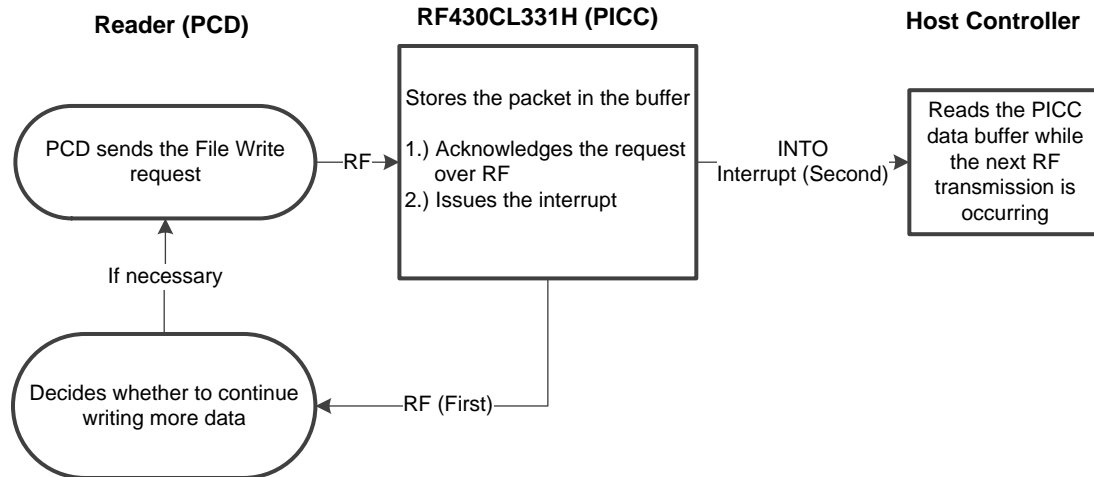 Reader (PCD)
RF430CL331H (PICC)
Host Controller
PCD sends the File Write
request
RF
Stores the packet in the buffer
1.) Acknowledges the request
over RF
2.) Issues the interrupt
INTO
Interrupt (Second)
Reads the PICC
data buffer while
the next RF
transmission is
occurring
If necessary
Decides whether to continue
writing more data
RF (First)